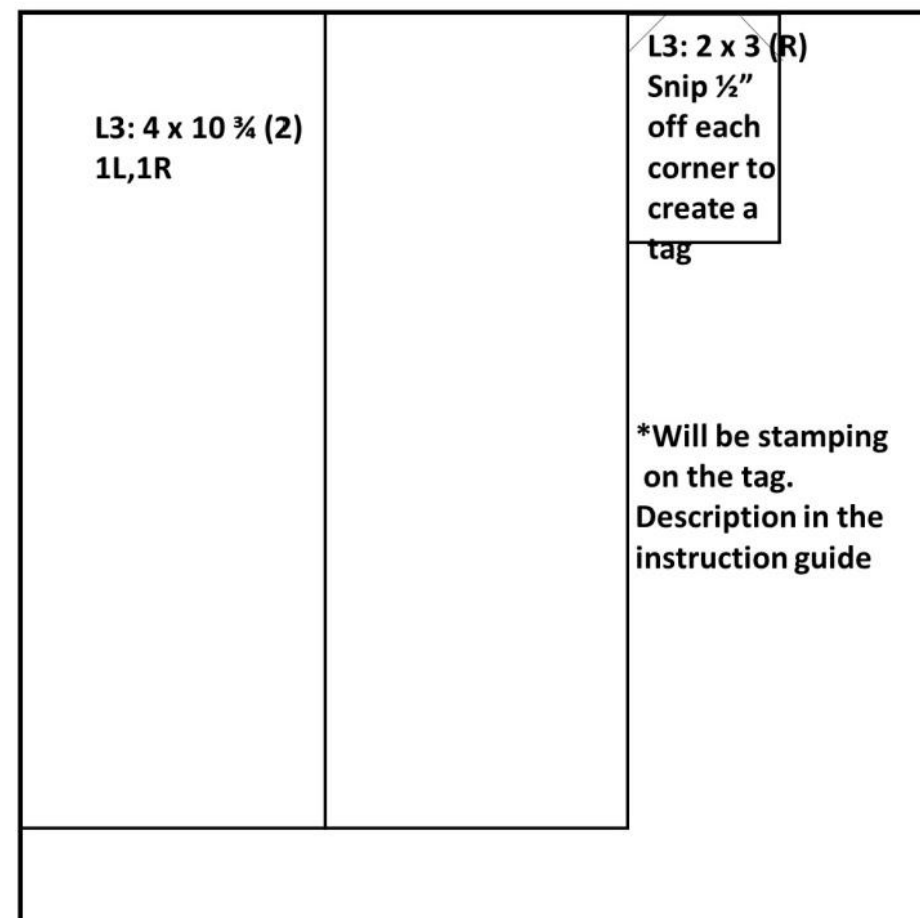 L3: 4 x 10 ¾ (2)
1L,1R
L3: 2 x 3 (R)
Snip ½”
off each
corner to
create a
tag
*Will be stamping
on the tag.
Description in the
instruction guide